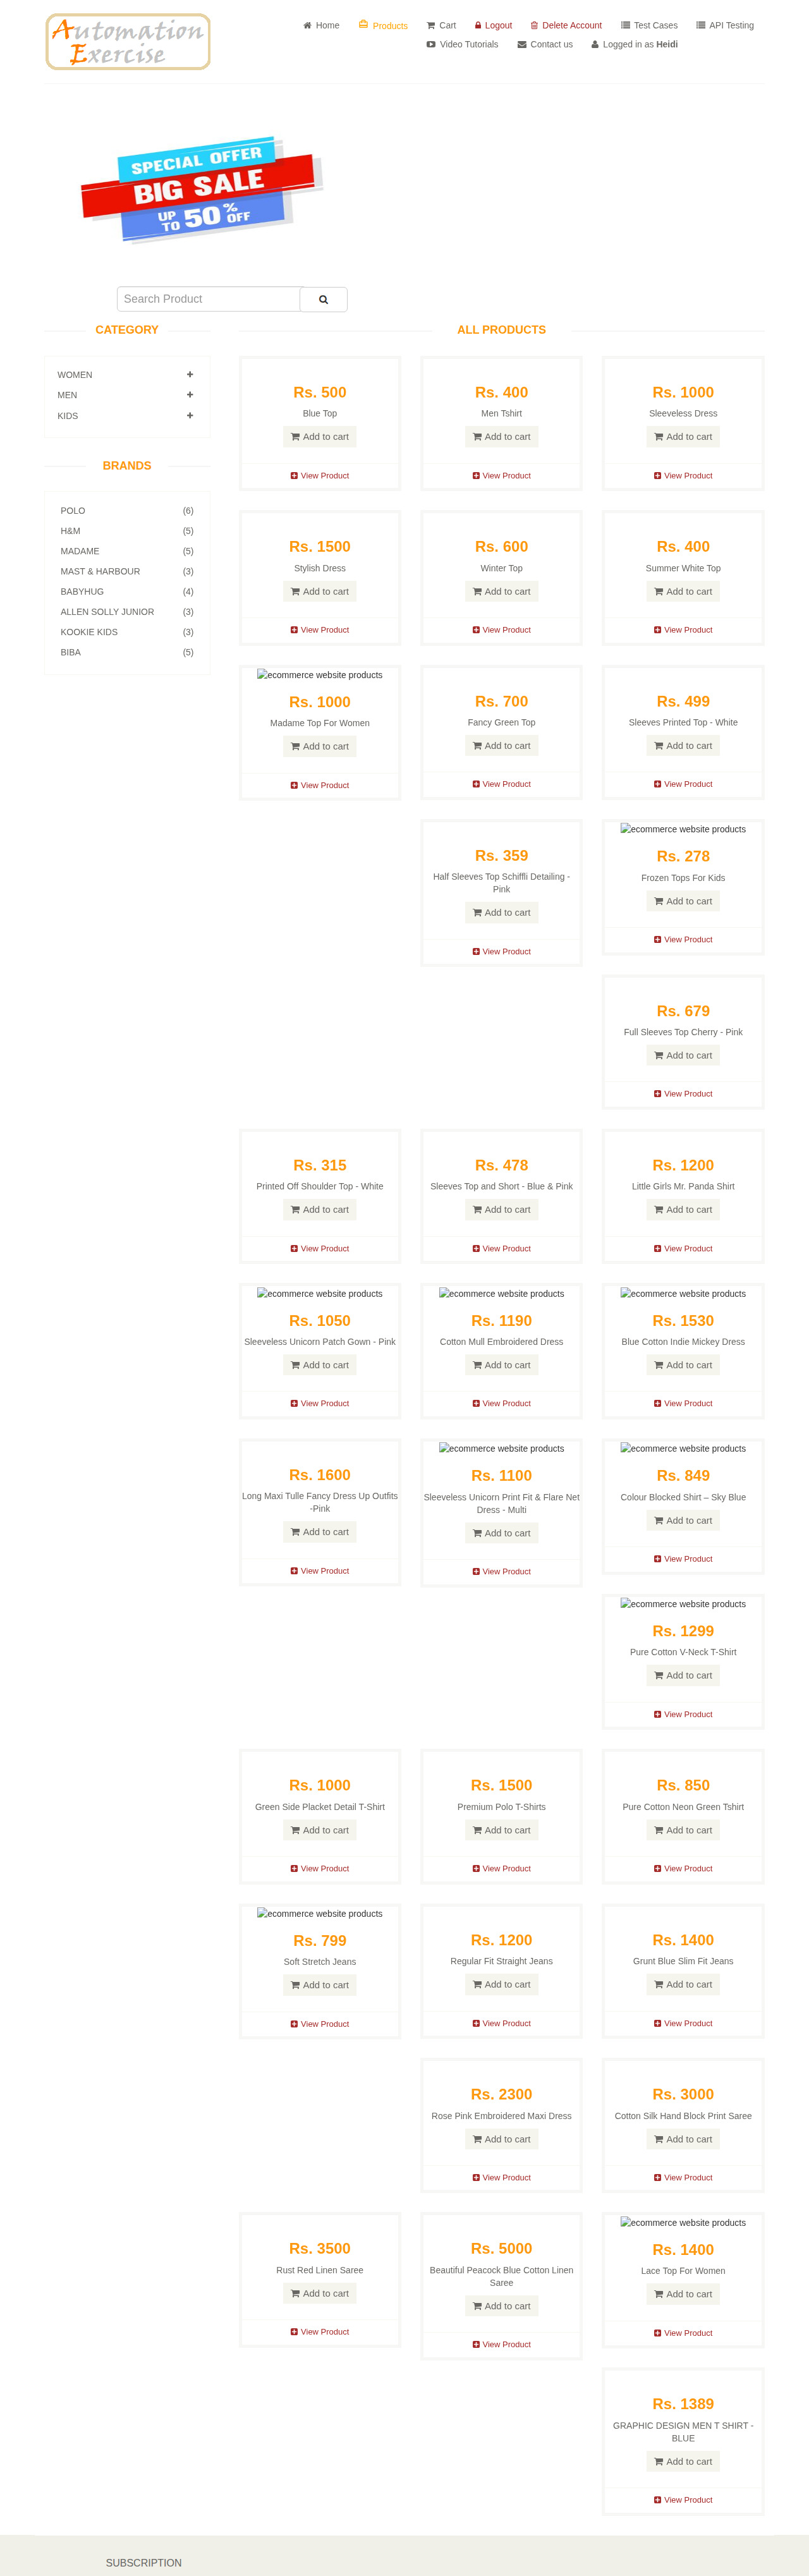 Automation
Exercise
Home
Products
Cart
Logout
Delete Account
Test Cases
API Testing
Video Tutorials
Contact us
Logged in as Heidi
SPECIAL OFFER
BIG SALE
UP TO 50% OFF
Search Product
CATEGORY
WOMEN
MEN
KIDS
BRANDS
POLO (6)
H&M (5)
MADAME (5)
MAST & HARBOUR (3)
BABYHUG (4)
ALLEN SOLLY JUNIOR (3)
KOOKIE KIDS (3)
BIBA (5)
ALL PRODUCTS
Rs. 500
Blue Top
Add to cart
View Product
Rs. 400
Men Tshirt
Add to cart
View Product
Rs. 1000
Sleeveless Dress
Add to cart
View Product
Rs. 1500
Stylish Dress
Add to cart
View Product
Rs. 600
Winter Top
Add to cart
View Product
Rs. 400
Summer White Top
Add to cart
View Product
ecommerce website products
Rs. 1000
Madame Top For Women
Add to cart
View Product
Rs. 700
Fancy Green Top
Add to cart
View Product
Rs. 499
Sleeves Printed Top - White
Add to cart
View Product
Rs. 359
Half Sleeves Top Schiffli Detailing -
Pink
Add to cart
View Product
ecommerce website products
Rs. 278
Frozen Tops For Kids
Add to cart
View Product
Rs. 679
Full Sleeves Top Cherry - Pink
Add to cart
View Product
Rs. 315
Printed Off Shoulder Top - White
Add to cart
View Product
Rs. 478
Sleeves Top and Short - Blue & Pink
Add to cart
View Product
Rs. 1200
Little Girls Mr. Panda Shirt
Add to cart
View Product
ecommerce website products
Rs. 1050
Sleeveless Unicorn Patch Gown - Pink
Add to cart
View Product
ecommerce website products
Rs. 1190
Cotton Mull Embroidered Dress
Add to cart
View Product
ecommerce website products
Rs. 1530
Blue Cotton Indie Mickey Dress
Add to cart
View Product
Rs. 1600
Long Maxi Tulle Fancy Dress Up Outfits
-Pink
Add to cart
View Product
ecommerce website products
Rs. 1100
Sleeveless Unicorn Print Fit & Flare Net
Dress - Multi
Add to cart
View Product
ecommerce website products
Rs. 849
Colour Blocked Shirt – Sky Blue
Add to cart
View Product
ecommerce website products
Rs. 1299
Pure Cotton V-Neck T-Shirt
Add to cart
View Product
Rs. 1000
Green Side Placket Detail T-Shirt
Add to cart
View Product
Rs. 1500
Premium Polo T-Shirts
Add to cart
View Product
Rs. 850
Pure Cotton Neon Green Tshirt
Add to cart
View Product
ecommerce website products
Rs. 799
Soft Stretch Jeans
Add to cart
View Product
Rs. 1200
Regular Fit Straight Jeans
Add to cart
View Product
Rs. 1400
Grunt Blue Slim Fit Jeans
Add to cart
View Product
Rs. 2300
Rose Pink Embroidered Maxi Dress
Add to cart
View Product
Rs. 3000
Cotton Silk Hand Block Print Saree
Add to cart
View Product
Rs. 3500
Rust Red Linen Saree
Add to cart
View Product
Rs. 5000
Beautiful Peacock Blue Cotton Linen
Saree
Add to cart
View Product
ecommerce website products
Rs. 1400
Lace Top For Women
Add to cart
View Product
Rs. 1389
GRAPHIC DESIGN MEN T SHIRT -
BLUE
Add to cart
View Product
SUBSCRIPTION